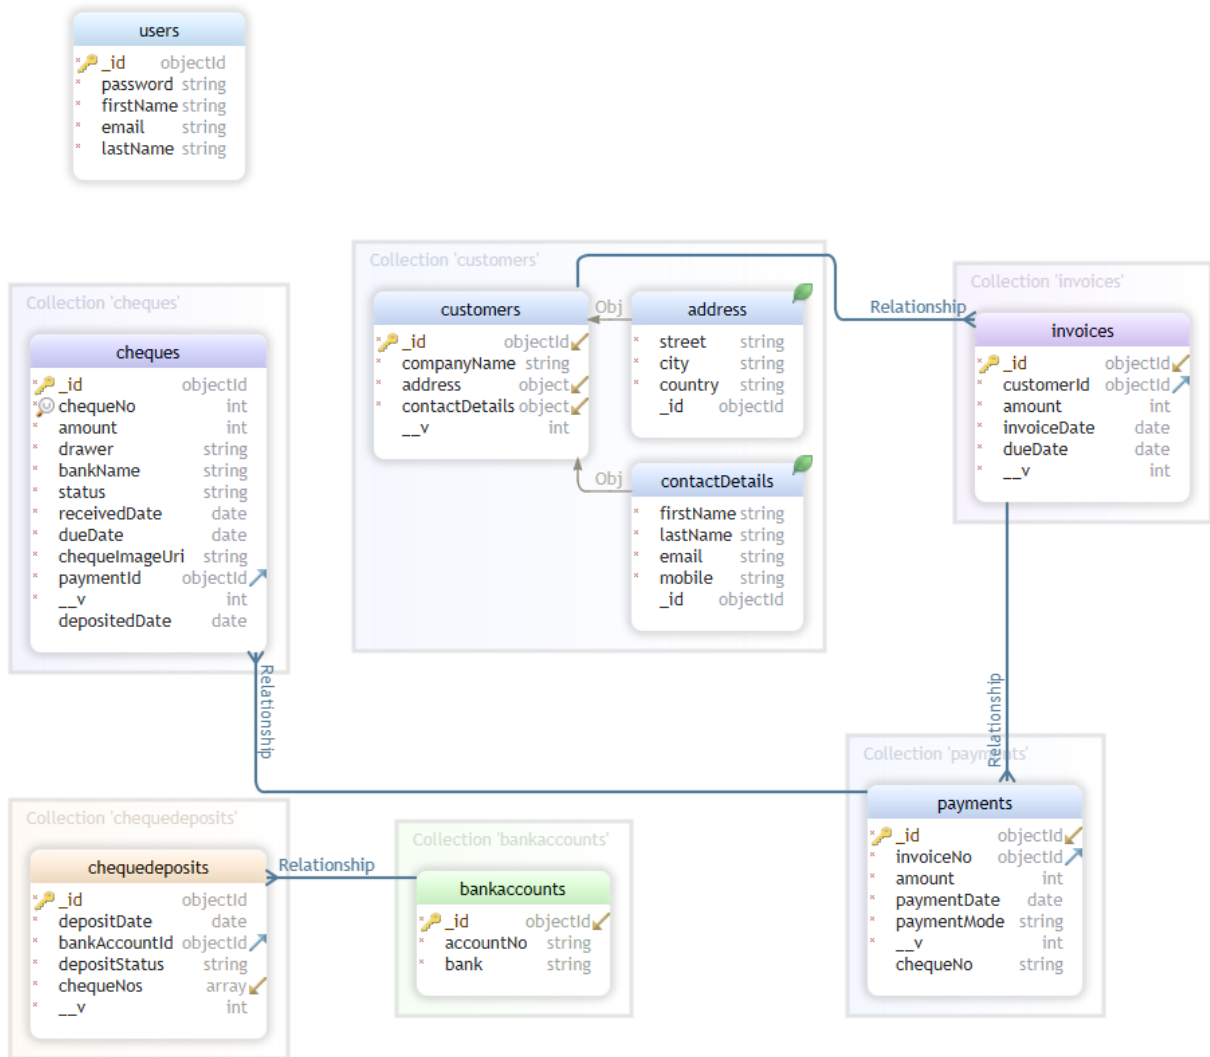 users
_id objectId
password string
firstName string
email string
lastName string
Collection 'customers'
customers
_id objectId
companyName string
address object
contactDetails object
__v int
Obj
address
street string
city string
country string
_id objectId
Obj
contactDetails
firstName string
lastName string
email string
mobile string
_id objectId
Relationship
Collection 'invoices'
invoices
_id objectId
customerId objectId
amount int
invoiceDate date
dueDate date
__v int
Collection 'cheques'
cheques
_id objectId
chequeNo int
amount int
drawer string
bankName string
status string
receivedDate date
dueDate date
chequeImageUri string
paymentId objectId
__v int
depositedDate date
Relationship
Relationship
Collection 'payments'
payments
_id objectId
invoiceNo objectId
amount int
paymentDate date
paymentMode string
__v int
chequeNo string
Collection 'chequedeposits'
chequedeposits
_id objectId
depositDate date
bankAccountId objectId
depositStatus string
chequeNos array
__v int
Relationship
Collection 'bankaccounts'
bankaccounts
_id objectId
accountNo string
bank string